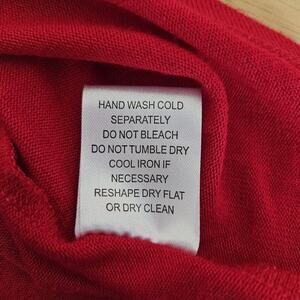 HAND WASH COLD
SEPARATELY
DO NOT BLEACH
DO NOT TUMBLE DRY
COOL IRON IF
NECESSARY
RESHAPE DRY FLAT
OR DRY CLEAN